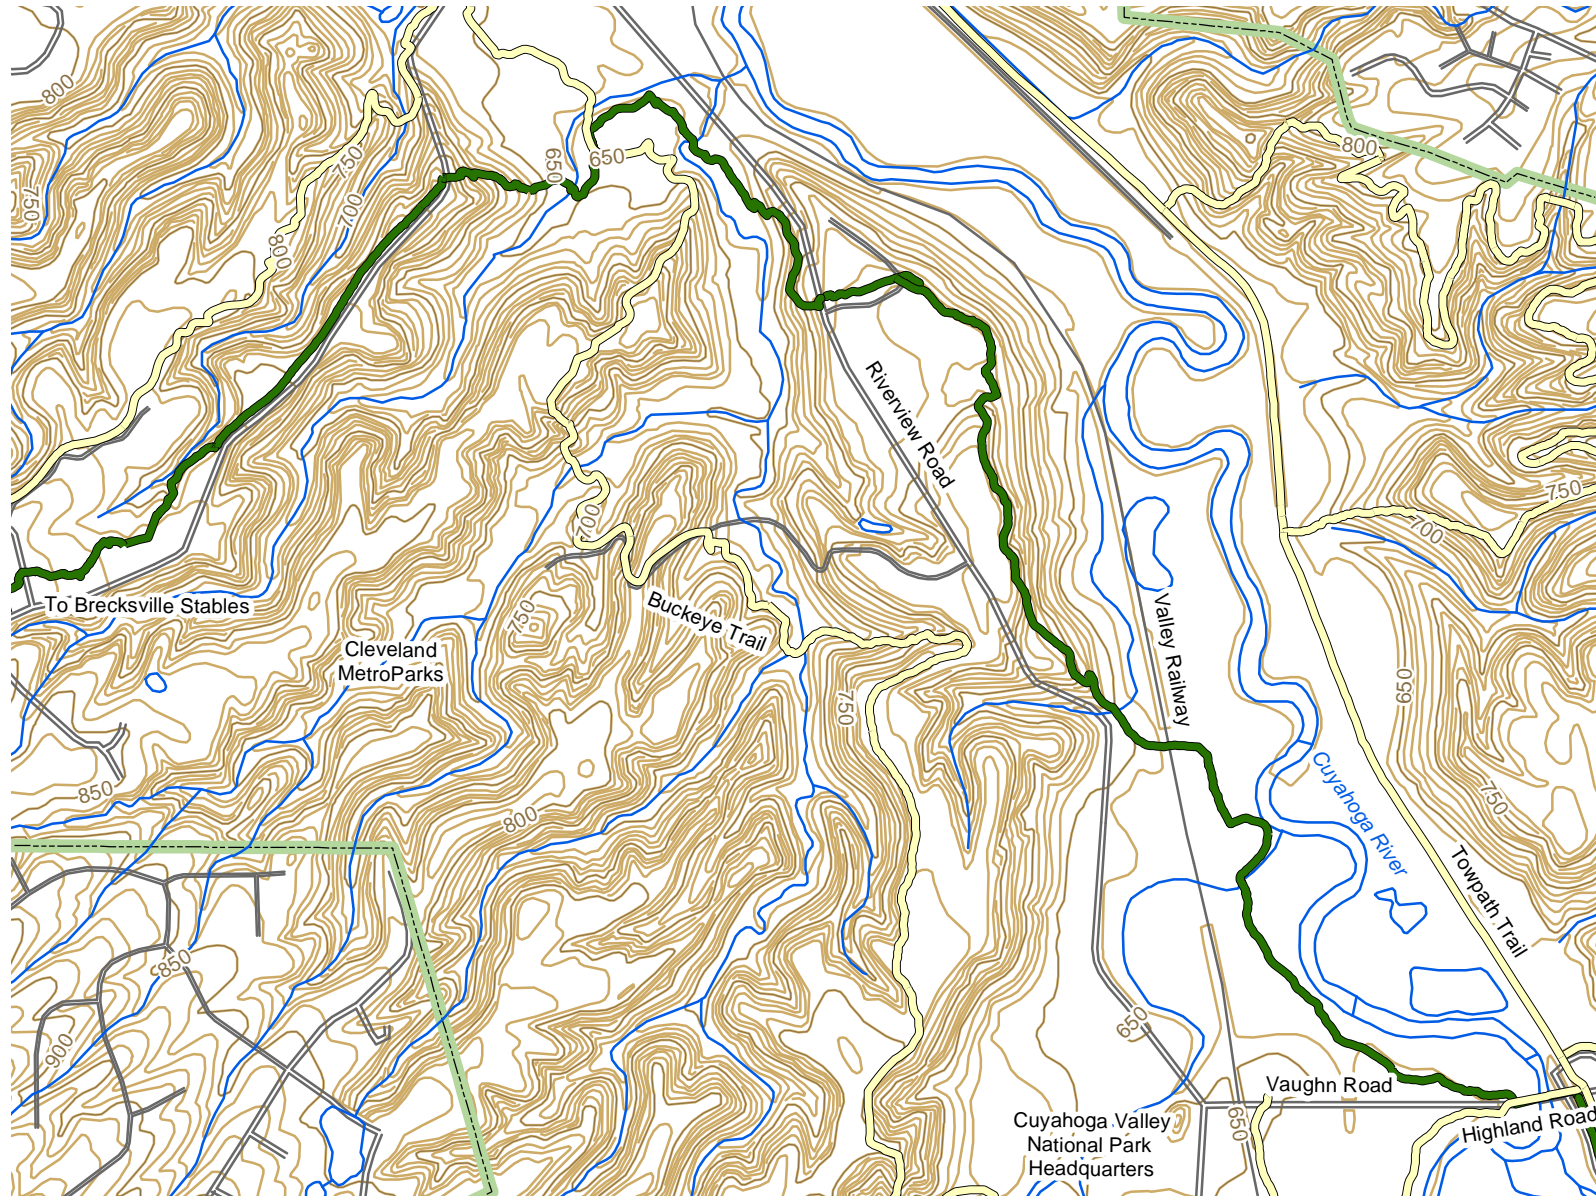 800
750
650
650
800
750
700
800
Riverview Road
750
700
700
To Brecksville Stables
750
Buckeye Trail
Cleveland
MetroParks
Valley Railway
650
750
Cuyahoga River
850
800
750
Towpath Trail
850
900
650
Vaughn Road
650
Cuyahoga Valley
National Park
Headquarters
Highland Road